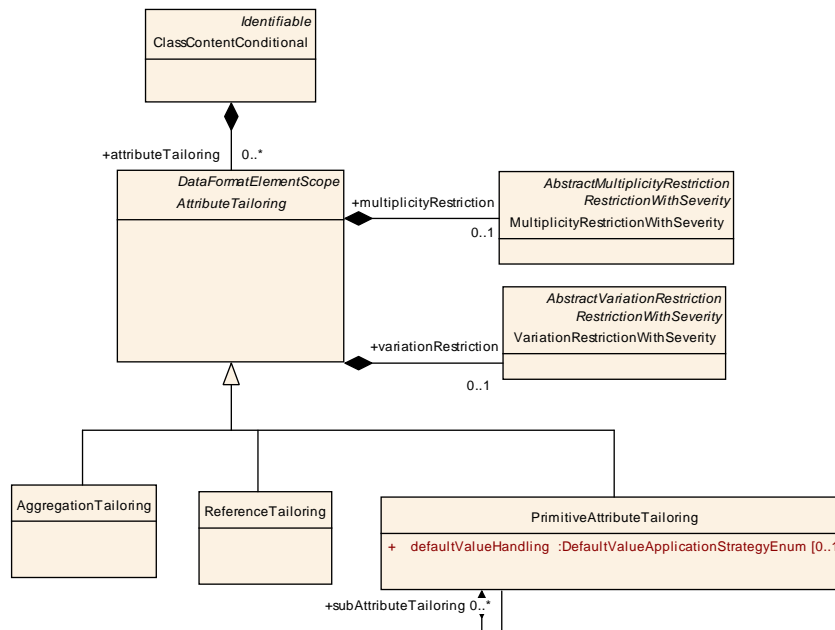 Identifiable
ClassContentConditional
+attributeTailoring 0..*
DataFormatElementScope
AttributeTailoring
+multiplicityRestriction
0..1
AbstractMultiplicityRestriction
RestrictionWithSeverity
MultiplicityRestrictionWithSeverity
+variationRestriction
0..1
AbstractVariationRestriction
RestrictionWithSeverity
VariationRestrictionWithSeverity
AggregationTailoring
ReferenceTailoring
PrimitiveAttributeTailoring
+ defaultValueHandling :DefaultValueApplicationStrategyEnum [0..1
+subAttributeTailoring 0..*